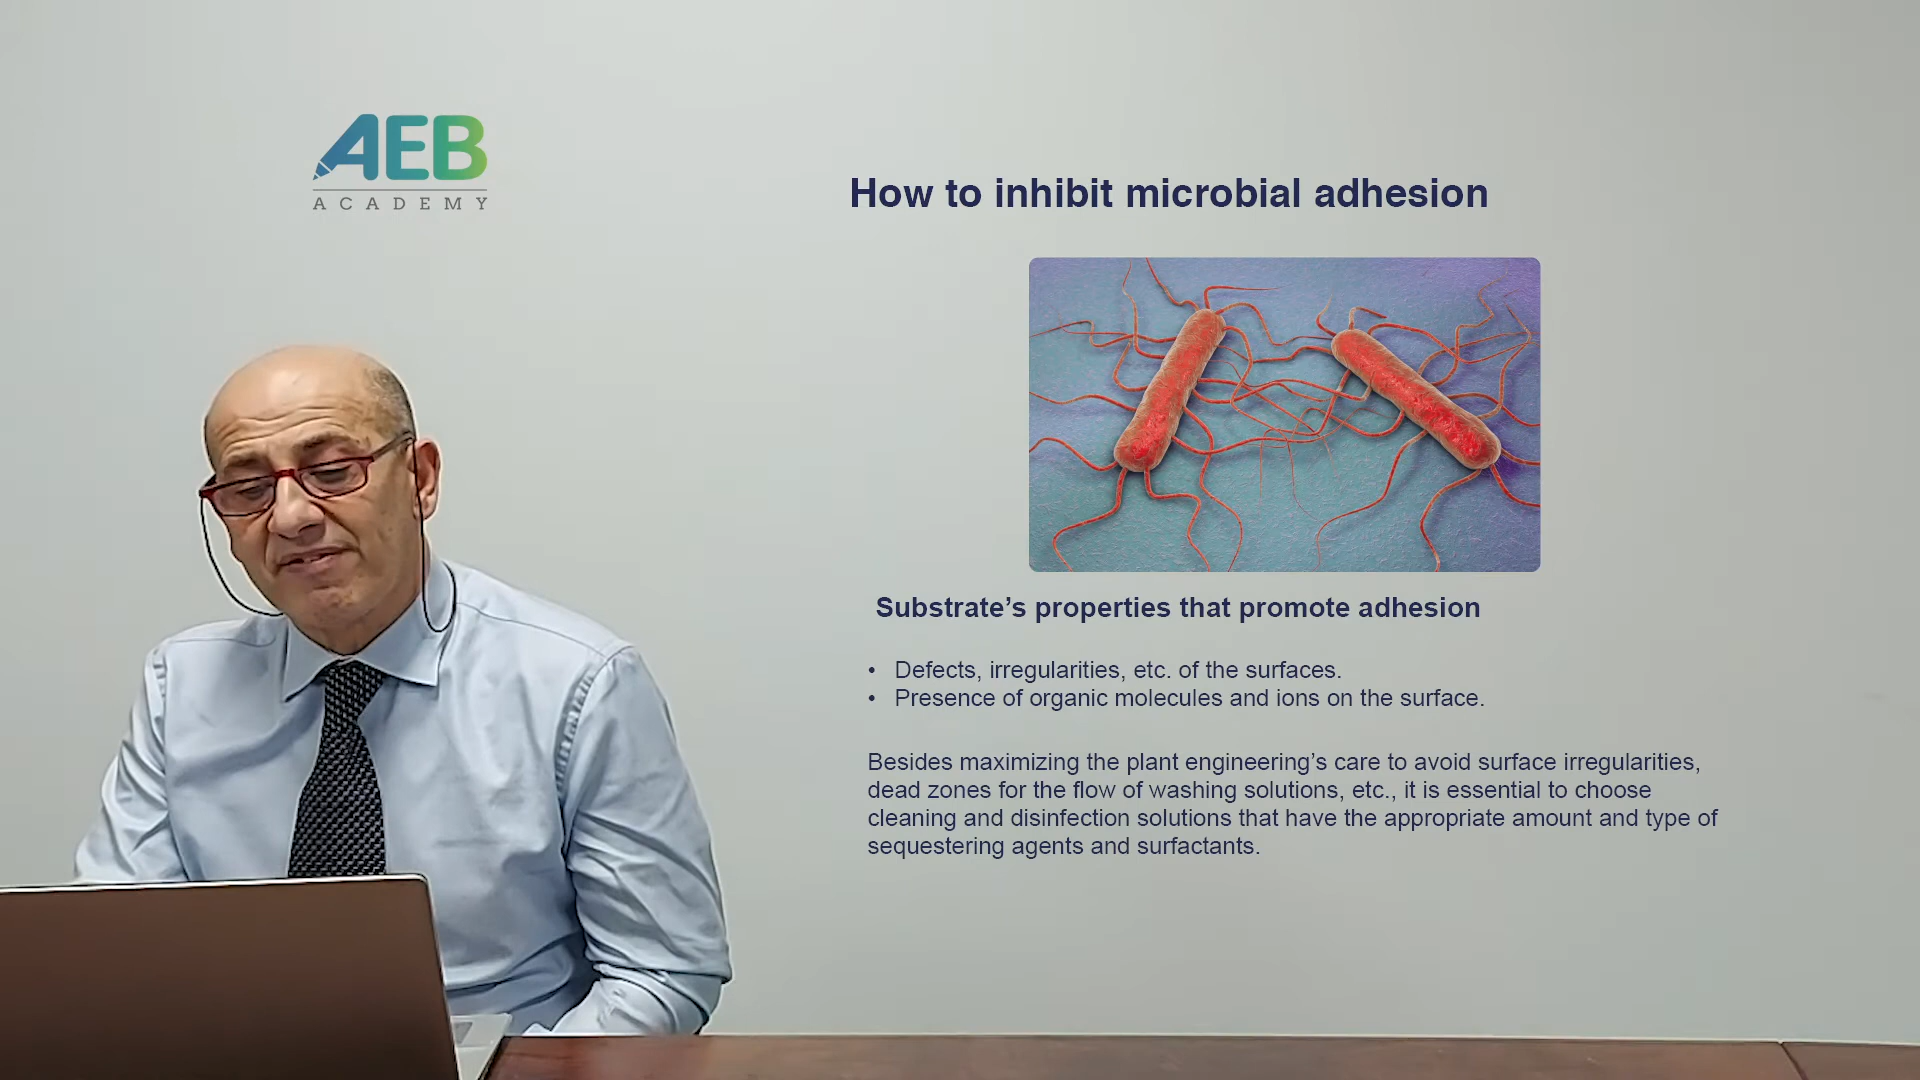 AEB
ACADEMY
How to inhibit microbial adhesion
Substrate’s properties that promote adhesion
• Defects, irregularities, etc. of the surfaces.
• Presence of organic molecules and ions on the surface.
Besides maximizing the plant engineering’s care to avoid surface irregularities,
dead zones for the flow of washing solutions, etc., it is essential to choose
cleaning and disinfection solutions that have the appropriate amount and type of
sequestering agents and surfactants.